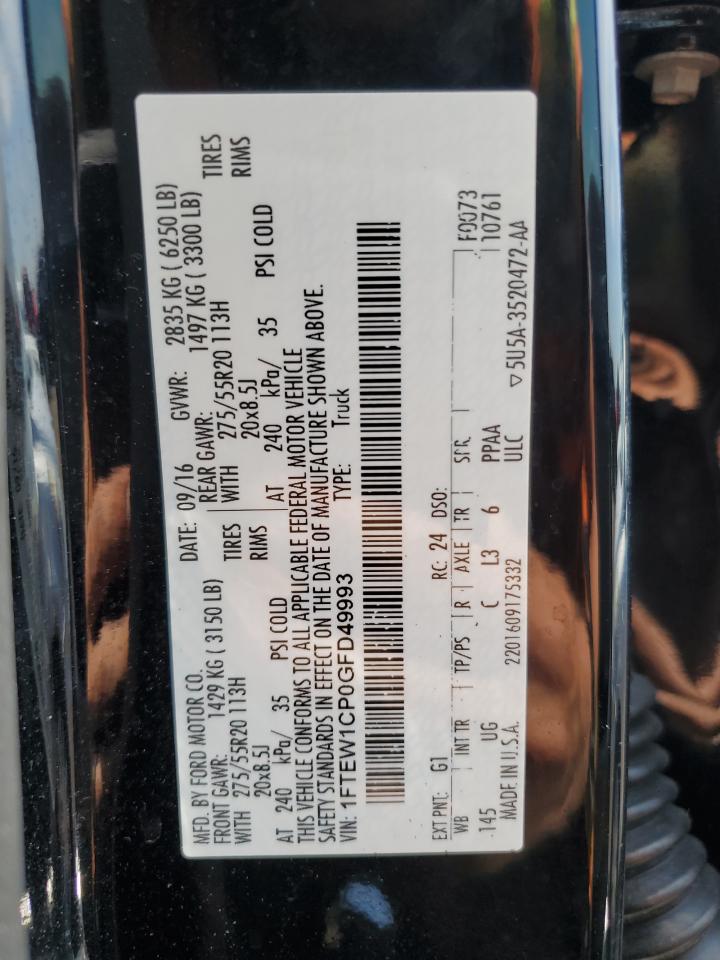 MFD. BY FORD MOTOR CO. DATE: 09/16 GVWR: 2835 KG ( 6250 LB)
FRONT GAWR: 1429 KG ( 3150 LB) REAR GAWR: 1497 KG ( 3300 LB)
WITH 275/55R20 113H TIRES WITH 275/55R20 113H TIRES
20x8.5J RIMS 20x8.5J RIMS
AT 240 kPa/ 35 PSI COLD AT 240 kPa/ 35 PSI COLD
THIS VEHICLE CONFORMS TO ALL APPLICABLE FEDERAL MOTOR VEHICLE
SAFETY STANDARDS IN EFFECT ON THE DATE OF MANUFACTURE SHOWN ABOVE.
VIN: 1FTEW1CP0GFD49993 TYPE: Truck
EXT PNT: G1 RC: 24 DSO: F0073
WB INT TR TP/PS R AXLE TR SPR 10761
145 UG C L3 6 PPAA
ULC
MADE IN U.S.A. 2201609175332 ▽5U5A-3520472-AA